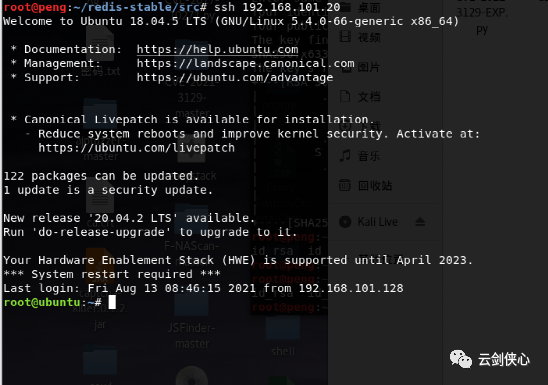 root@peng:~/redis-stable/src# ssh 192.168.101.20
Welcome to Ubuntu 18.04.5 LTS (GNU/Linux 5.4.0-66-generic x86_64)
* Documentation:  https://help.ubuntu.com
* Management:     https://landscape.canonical.com
* Support:        https://ubuntu.com/advantage
* Canonical Livepatch is available for installation.
- Reduce system reboots and improve kernel security. Activate at:
https://ubuntu.com/livepatch
122 packages can be updated.
1 update is a security update.
New release '20.04.2 LTS' available.
Run 'do-release-upgrade' to upgrade to it.
Your Hardware Enablement Stack (HWE) is supported until April 2023.
*** System restart required ***
Last login: Fri Aug 13 08:46:15 2021 from 192.168.101.128
root@ubuntu:~#
桌面
视频
图片
文档
音乐
回收站
Kali Live
3129-EXP.
py
3129-
master
F-NAScan-
JSFinder-
master
jar
shell
id_rsa
云剑侠心